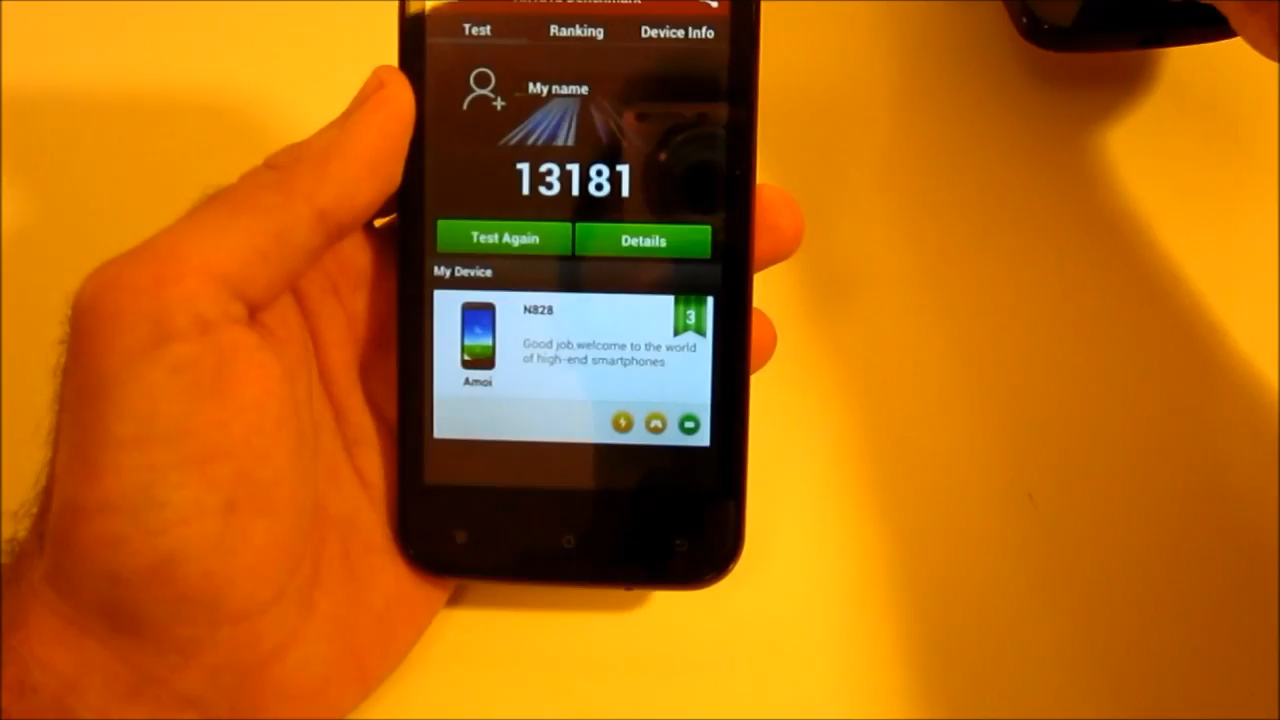 Benchmark
Test Ranking Device Info
My name
13181
Test Again Details
My Device
N828
3
Good job,welcome to the world
of high-end smartphones
Amoi